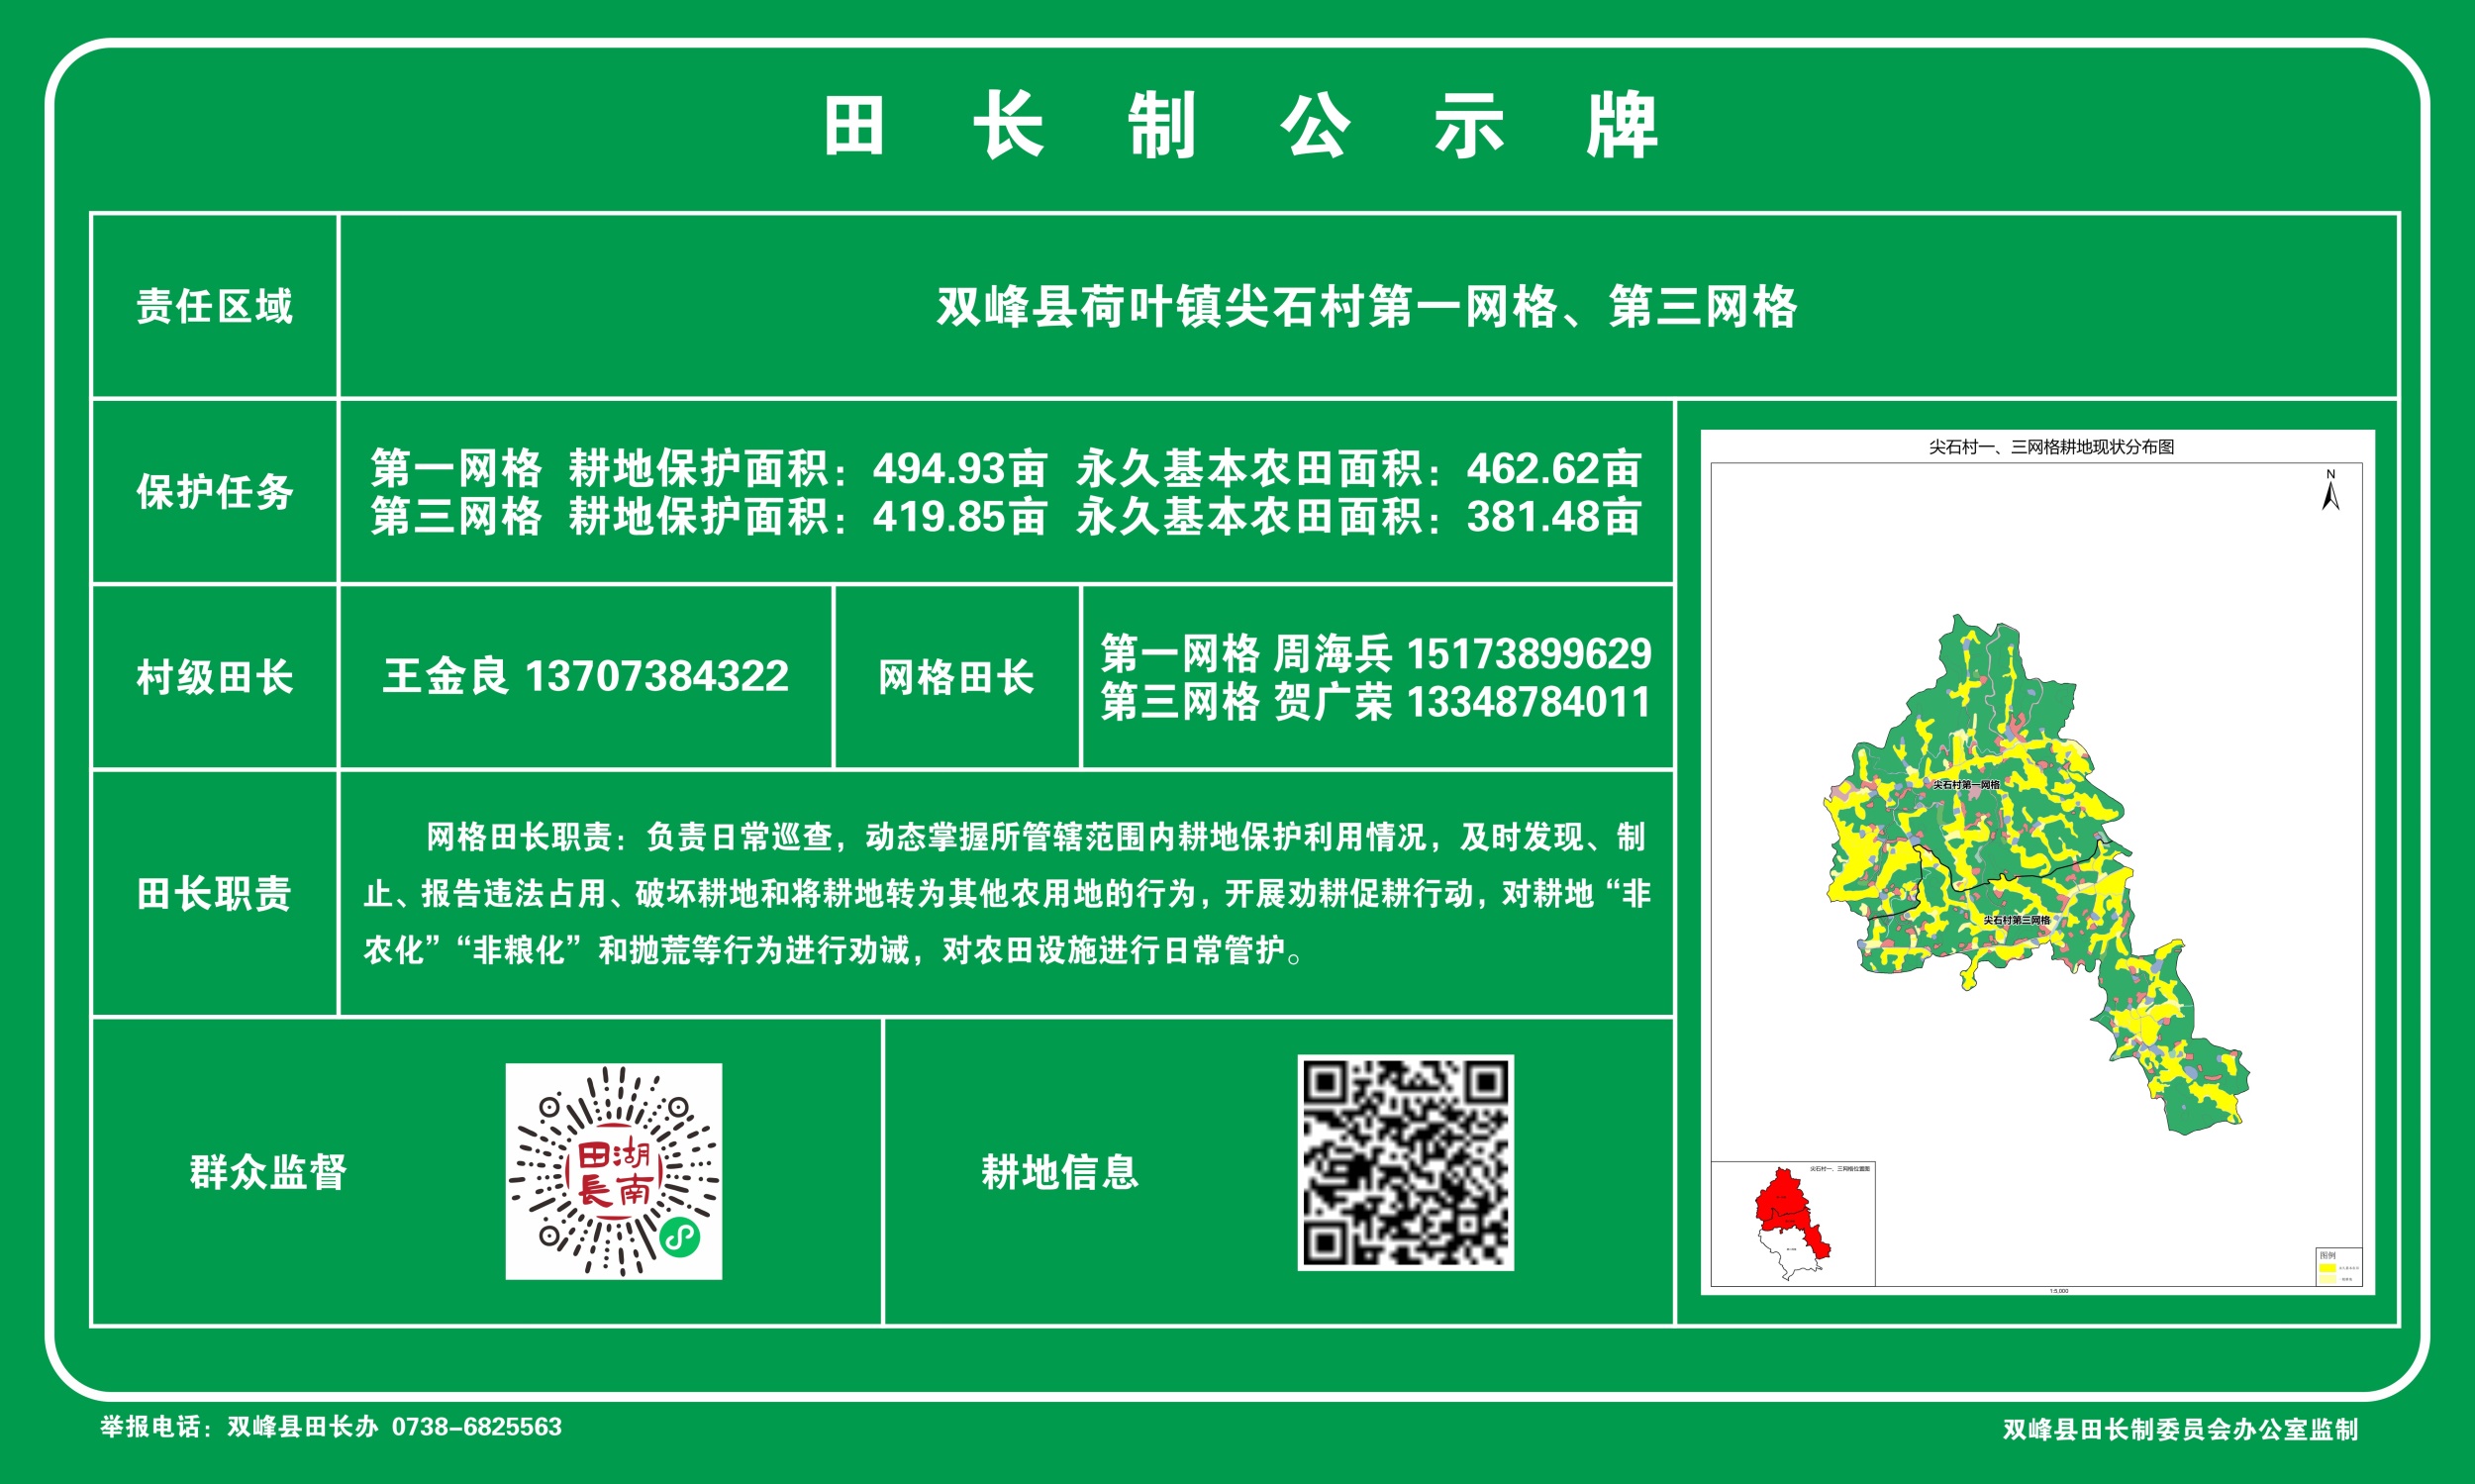 田长制公示牌
责任区域
双峰县荷叶镇尖石村第一网格、第三网格
保护任务
第一网格 耕地保护面积：494.93亩 永久基本农田面积：462.62亩
第三网格 耕地保护面积：419.85亩 永久基本农田面积：381.48亩
村级田长
王金良 13707384322
网格田长
第一网格 周海兵 15173899629
第三网格 贺广荣 13348784011
田长职责
网格田长职责：负责日常巡查，动态掌握所管辖范围内耕地保护利用情况，及时发现、制
止、报告违法占用、破坏耕地和将耕地转为其他农用地的行为，开展劝耕促耕行动，对耕地“非
农化”“非粮化”和抛荒等行为进行劝诫，对农田设施进行日常管护。
群众监督
田長
湖南
耕地信息
尖石村一、三网格耕地现状分布图
N
尖石村第一网格
尖石村第三网格
尖石村一、三网格位置图
图例
1:5,000
举报电话：双峰县田长办 0738-6825563
双峰县田长制委员会办公室监制